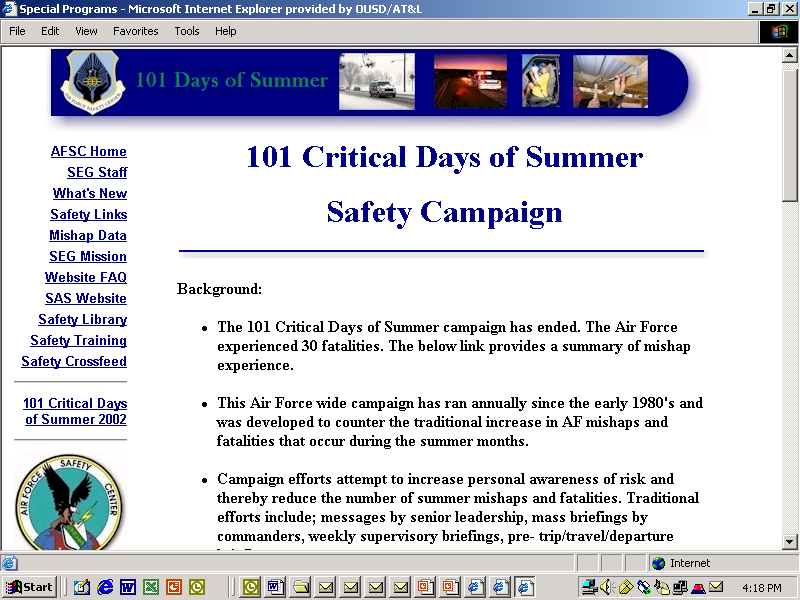 Special Programs - Microsoft Internet Explorer provided by OUSD/AT&L
File Edit View Favorites Tools Help
101 Days of Summer
AIR FORCE SAFETY CENTER
AFSC Home
SEG Staff
What's New
Safety Links
Mishap Data
SEG Mission
Website FAQ
SAS Website
Safety Library
Safety Training
Safety Crossfeed
101 Critical Days
of Summer 2002
AIR FORCE SAFETY CENTER
101 Critical Days of Summer
Safety Campaign
Background:
The 101 Critical Days of Summer campaign has ended. The Air Force
experienced 30 fatalities. The below link provides a summary of mishap
experience.
This Air Force wide campaign has ran annually since the early 1980's and
was developed to counter the traditional increase in AF mishaps and
fatalities that occur during the summer months.
Campaign efforts attempt to increase personal awareness of risk and
thereby reduce the number of summer mishaps and fatalities. Traditional
efforts include; messages by senior leadership, mass briefings by
commanders, weekly supervisory briefings, pre- trip/travel/departure
Internet
Start
4:18 PM